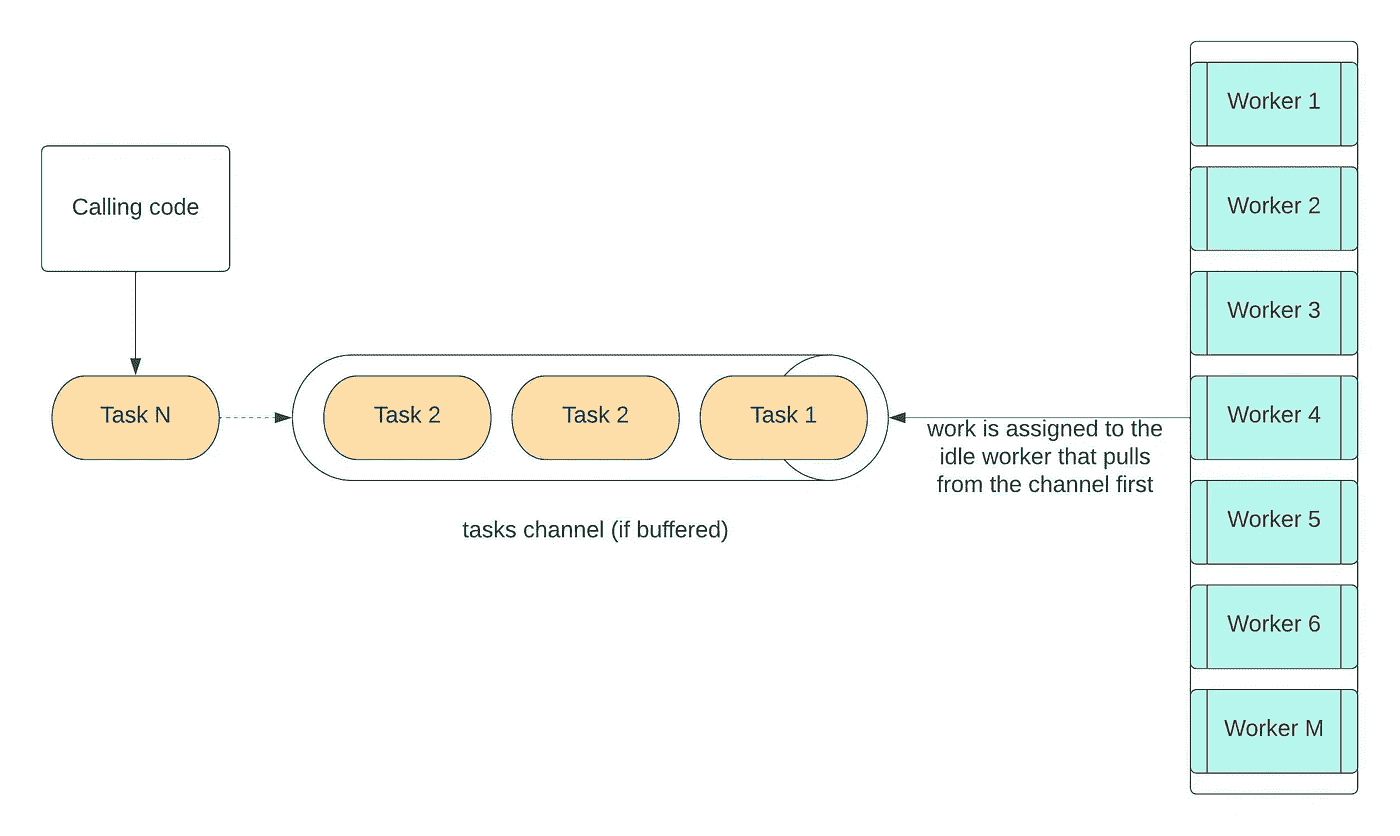 Calling code
Task N
Task 2
Task 2
Task 1
tasks channel (if buffered)
work is assigned to the
idle worker that pulls
from the channel first
Worker 1
Worker 2
Worker 3
Worker 4
Worker 5
Worker 6
Worker M